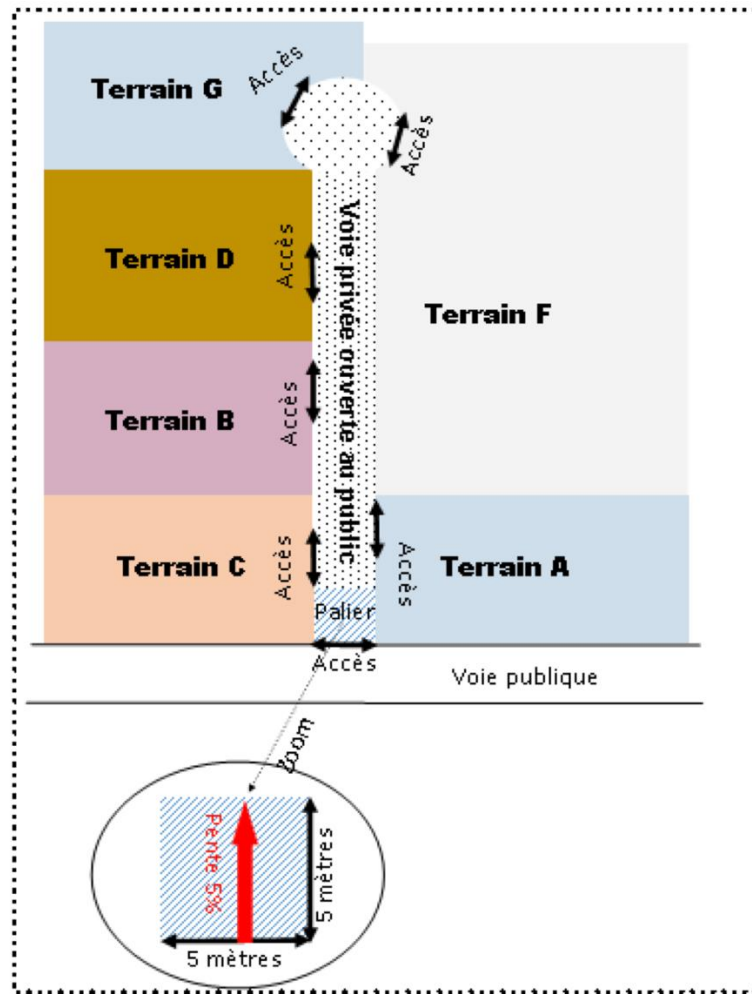 Terrain G
Accès
Accès
Terrain D
Accès
Voie privée ouverte au public
Terrain F
Terrain B
Accès
Terrain C
Accès
Accès
Terrain A
Palier
Accès
Voie publique
Zoom
Pente 5%
5 mètres
5 mètres